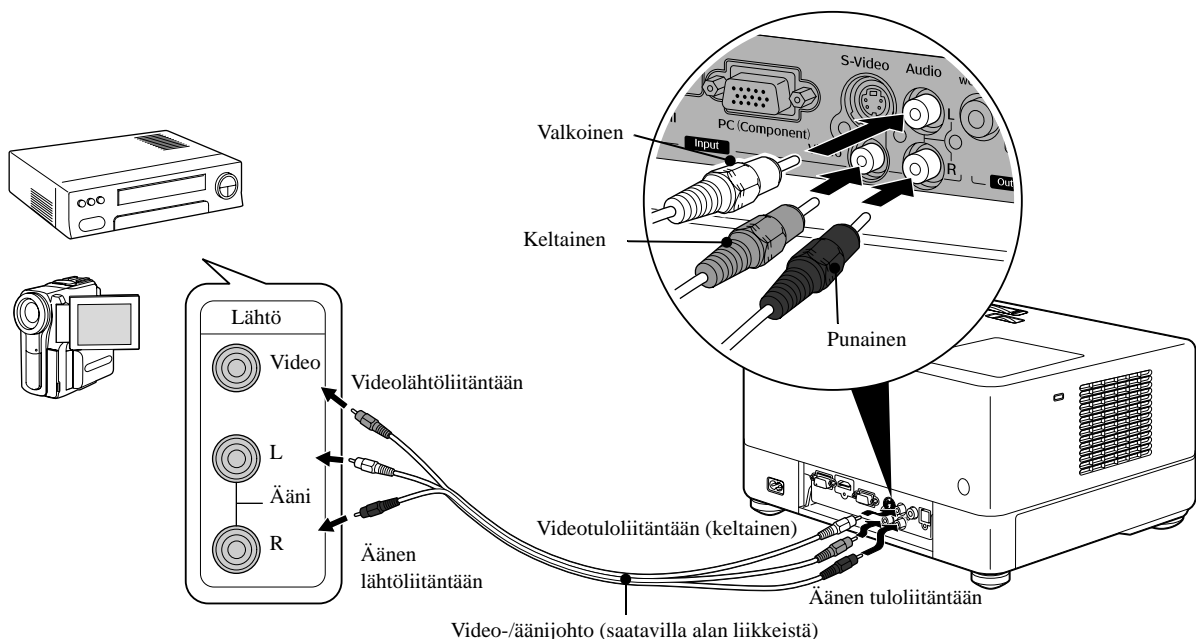 S-Video
Audio
PC (Component)
L
Input
R
Valkoinen
Keltainen
Punainen
Lähtö
Video
Videolähtöliitäntään
L
Ääni
R
Äänen
lähtöliitäntään
Videotuloliitäntään (keltainen)
Äänen tuloliitäntään
Video-/äänijohto (saatavilla alan liikkeistä)